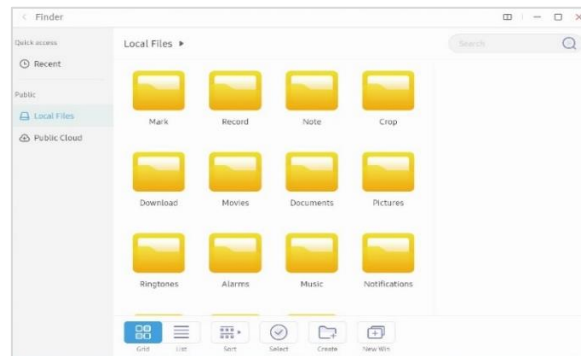 Finder
Quick access
Local Files
Search
Recent
Public
Local Files
Public Cloud
Mark Record Note Crop
Download Movies Documents Pictures
Ringtones Alarms Music Notifications
Grid List Sort Select Create New Win